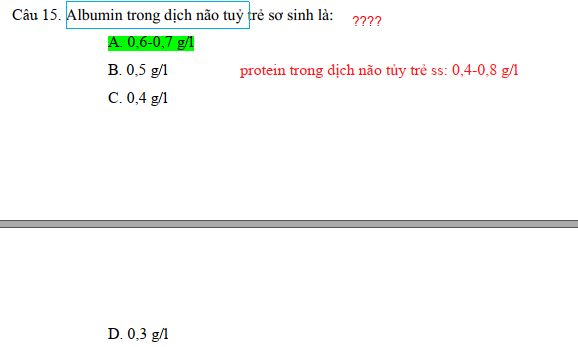 Câu 15. Albumin trong dịch não tuỷ trẻ sơ sinh là: ????
A. 0,6-0,7 g/l
B. 0,5 g/l protein trong dịch não tủy trẻ ss: 0,4-0,8 g/l
C. 0,4 g/l
D. 0,3 g/l